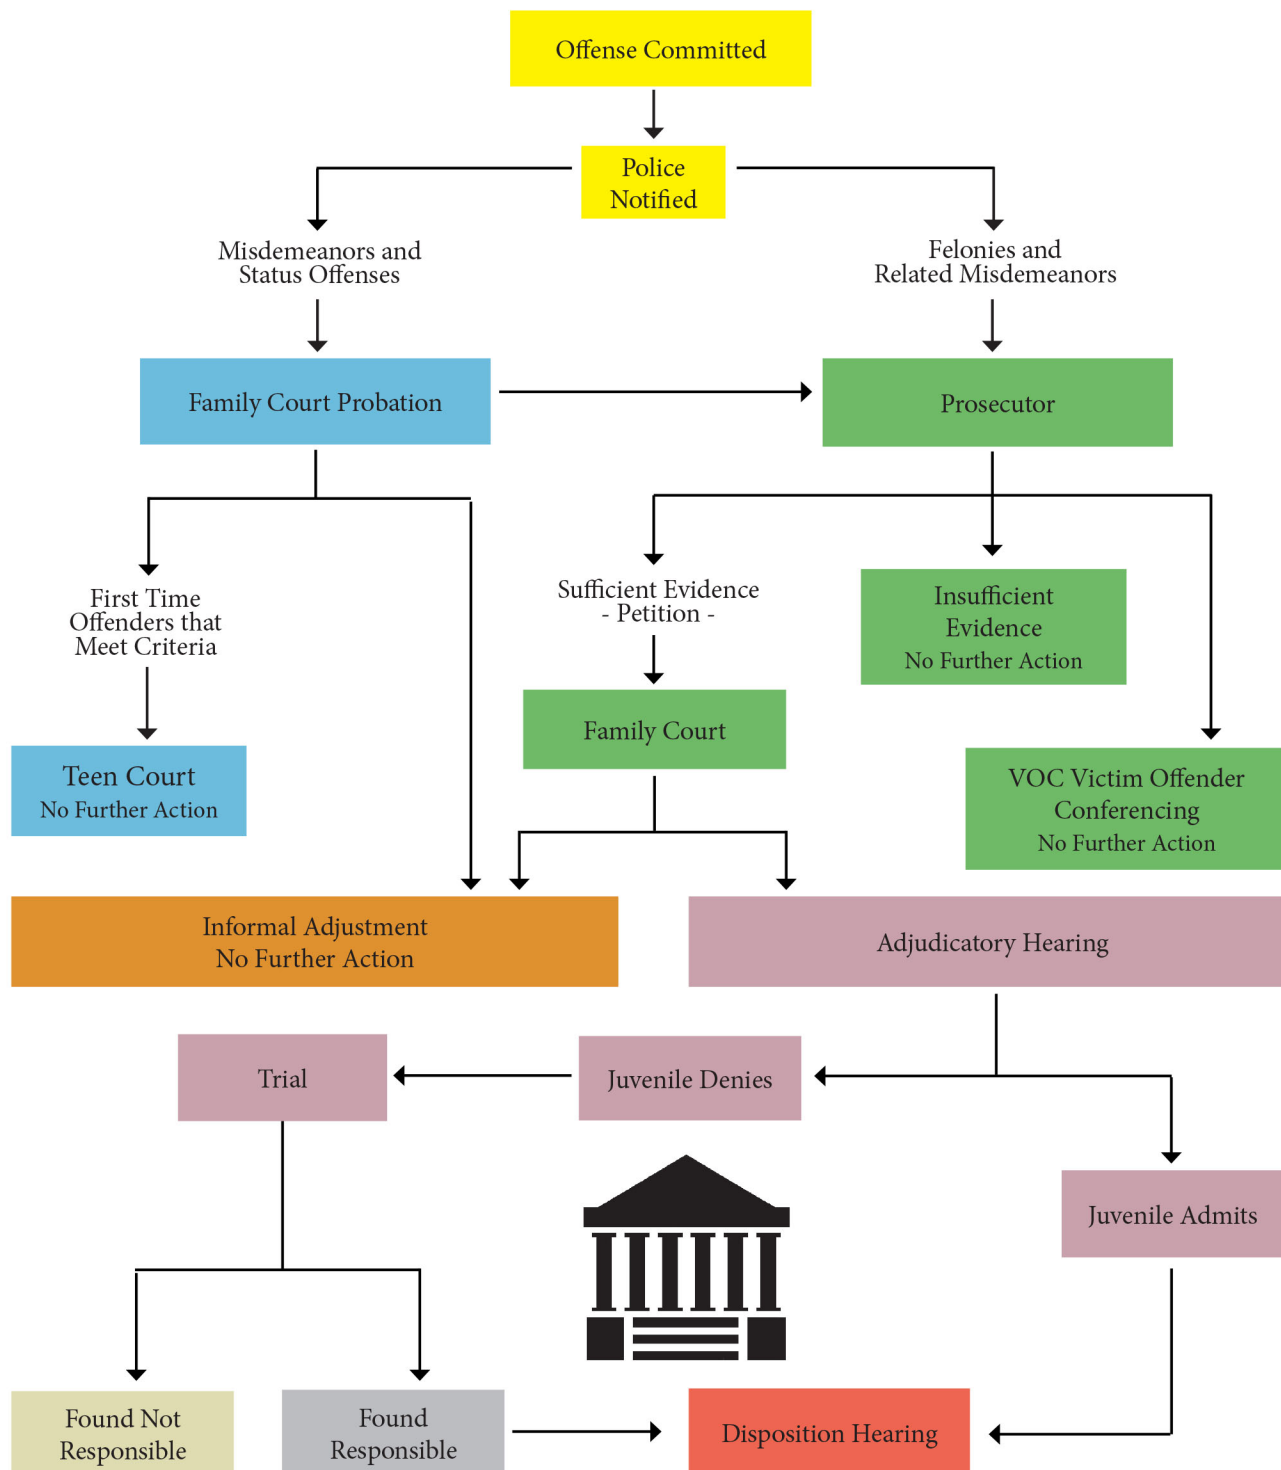 Offense Committed
Police
Notified
Misdemeanors and
Status Offenses
Felonies and
Related Misdemeanors
Family Court Probation
Prosecutor
First Time
Offenders that
Meet Criteria
Sufficient Evidence
- Petition -
Insufficient
Evidence
No Further Action
Family Court
Teen Court
No Further Action
VOC Victim Offender
Conferencing
No Further Action
Informal Adjustment
No Further Action
Adjudicatory Hearing
Trial
Juvenile Denies
Juvenile Admits
Found Not
Responsible
Found
Responsible
Disposition Hearing